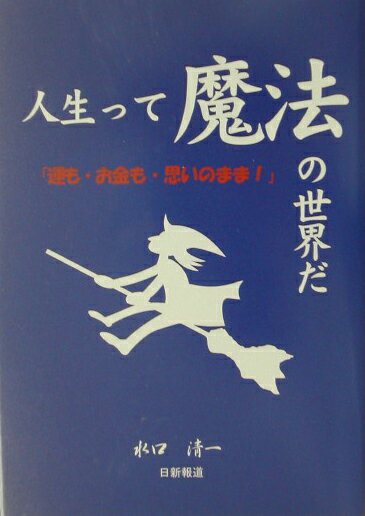 人生って魔法の世界だ
「運も・お金も・思いのまま！」
水口 清一
日新報道